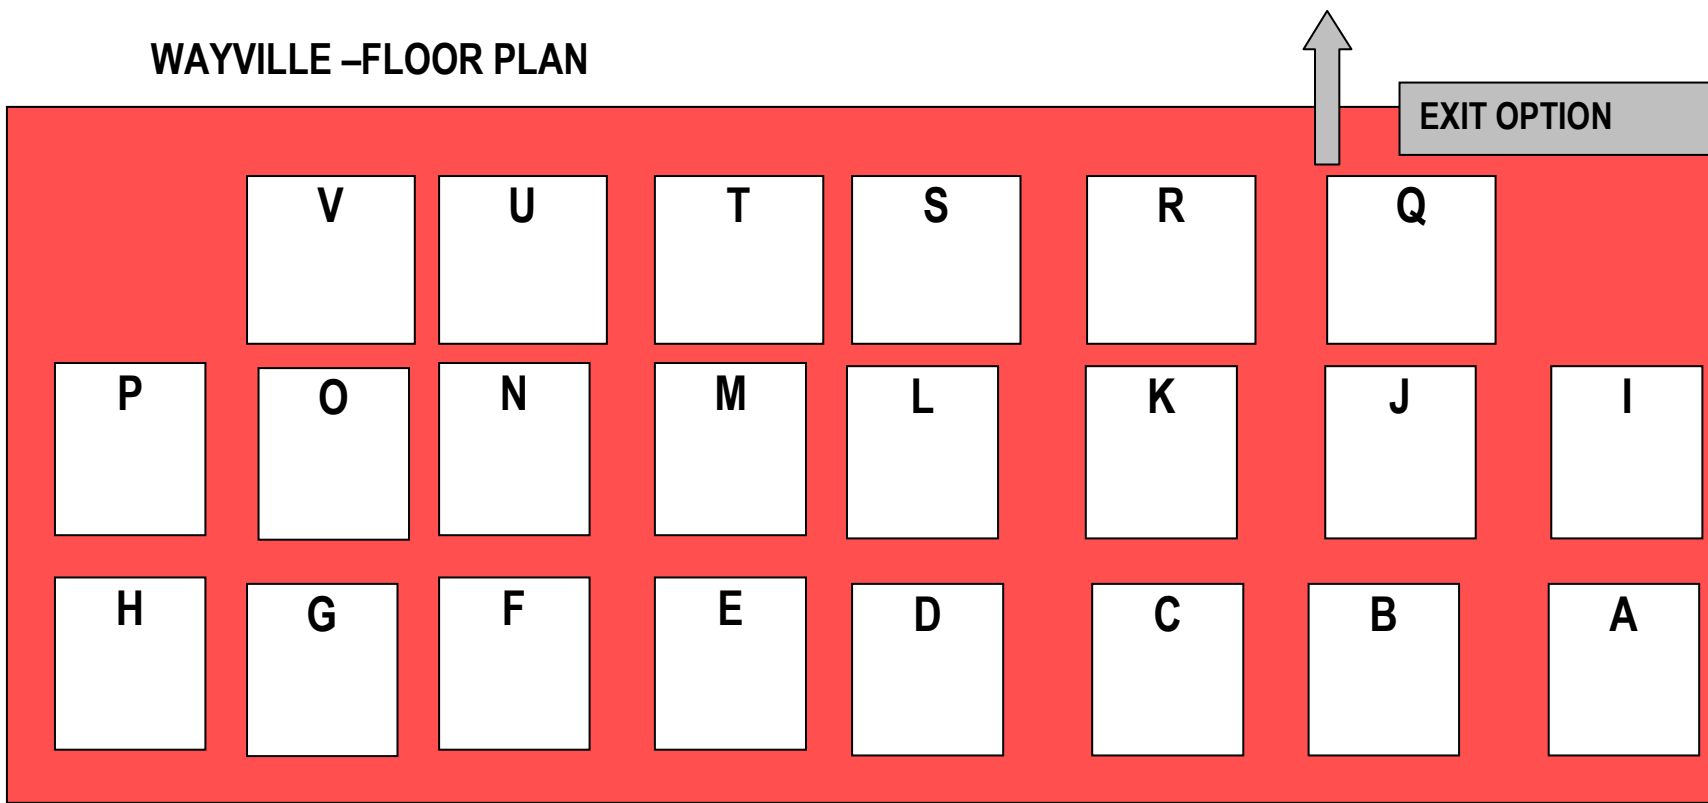 WAYVILLE –FLOOR PLAN
EXIT OPTION
V U T S R Q
P O N M L K J I
H G F E D C B A